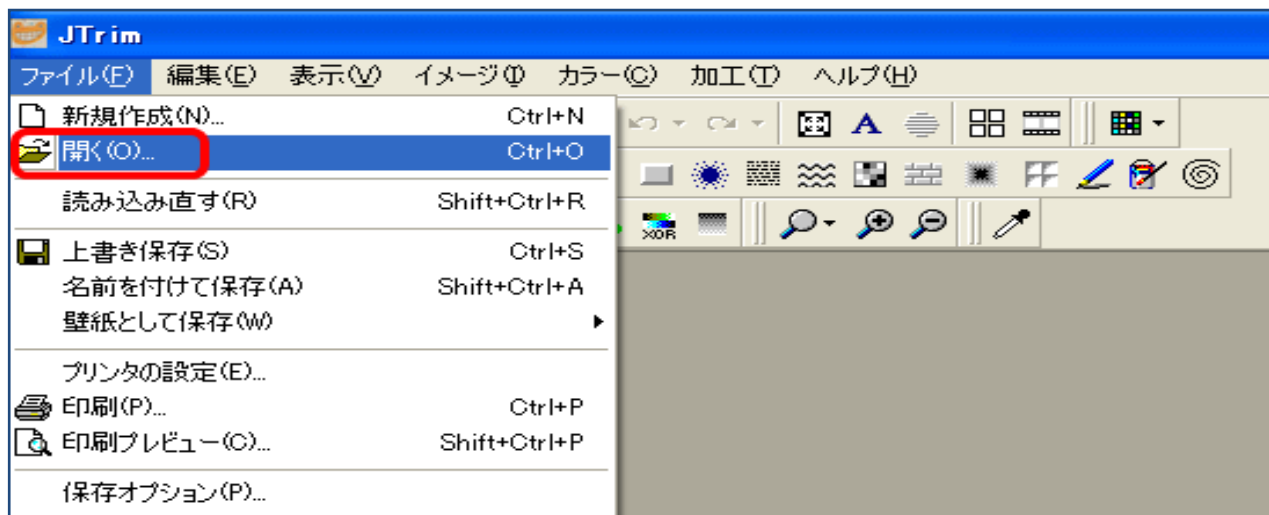 JTrim
ファイル(F) 編集(E) 表示(V) イメージ(I) カラー(C) 加工(T) ヘルプ(H)
新規作成(N)... Ctrl+N
開く(O)... Ctrl+O
読み込み直す(R) Shift+Ctrl+R
上書き保存(S) Ctrl+S
名前を付けて保存(A) Shift+Ctrl+A
壁紙として保存(W)
プリンタの設定(E)...
印刷(P)... Ctrl+P
印刷プレビュー(C)... Shift+Ctrl+P
保存オプション(P)...
A
XOR